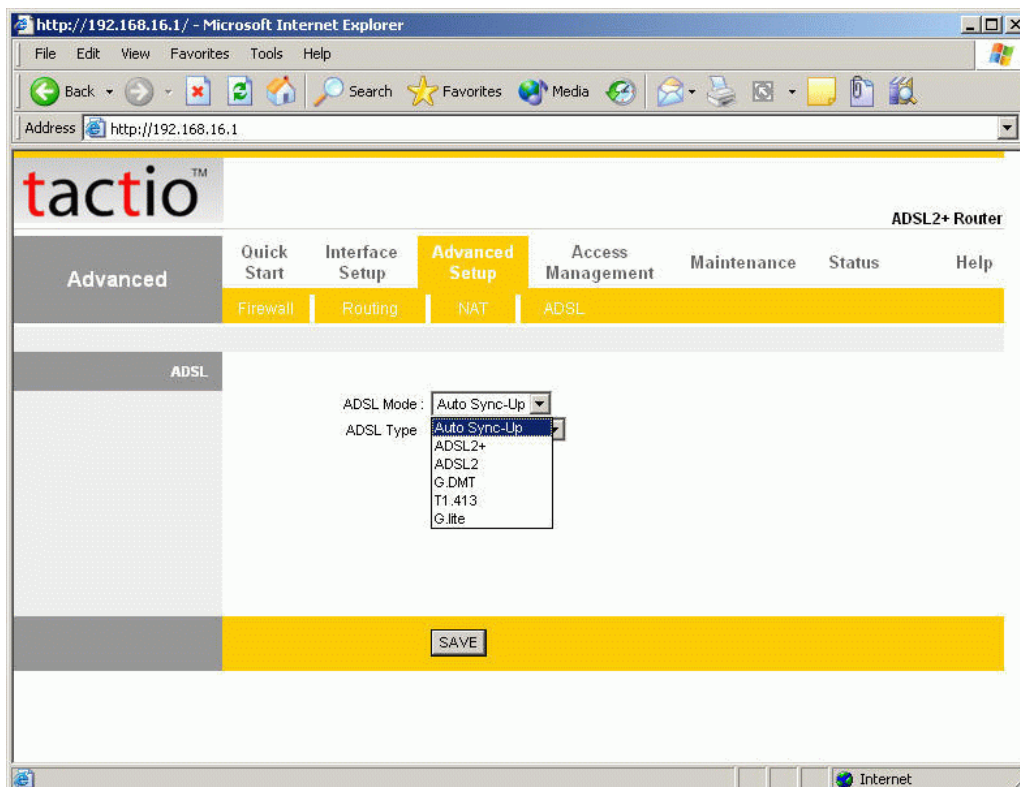 http://192.168.16.1/ - Microsoft Internet Explorer
File Edit View Favorites Tools Help
Back Search Favorites Media
Address http://192.168.16.1
tactio™
ADSL2+ Router
Advanced
Quick Start
Interface Setup
Advanced Setup
Access Management
Maintenance
Status
Help
Firewall Routing NAT ADSL
ADSL
ADSL Mode : Auto Sync-Up
ADSL Type
Auto Sync-Up
ADSL2+
ADSL2
G.DMT
T1.413
G.lite
SAVE
Internet